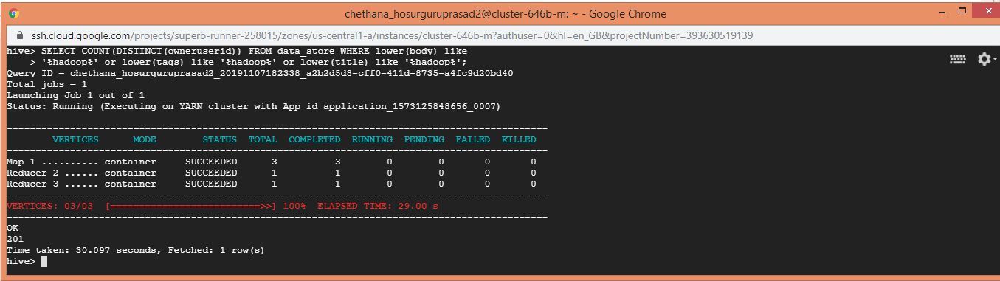 chethana_hosurguruprasad2@cluster-646b-m: ~ - Google Chrome
ssh.cloud.google.com/projects/superb-runner-258015/zones/us-central1-a/instances/cluster-646b-m?authuser=0&hl=en_GB&projectNumber=393630519139
hive> SELECT COUNT(DISTINCT(owneruserid)) FROM data_store WHERE lower(body) like
    > '%hadoop%' or lower(tags) like '%hadoop%' or lower(title) like '%hadoop%';
Query ID = chethana_hosurguruprasad2_20191107182338_a2b2d5d8-cff0-411d-8735-a4fc9d20bd40
Total jobs = 1
Launching Job 1 out of 1
Status: Running (Executing on YARN cluster with App id application_1573125848656_0007)
----------------------------------------------------------------------------------------------
        VERTICES      MODE        STATUS  TOTAL  COMPLETED  RUNNING  PENDING  FAILED  KILLED
----------------------------------------------------------------------------------------------
Map 1 .......... container     SUCCEEDED      3          3        0        0       0       0
Reducer 2 ...... container     SUCCEEDED      1          1        0        0       0       0
Reducer 3 ...... container     SUCCEEDED      1          1        0        0       0       0
----------------------------------------------------------------------------------------------
VERTICES: 03/03  [==========================>>] 100%  ELAPSED TIME: 29.00 s
----------------------------------------------------------------------------------------------
OK
201
Time taken: 30.097 seconds, Fetched: 1 row(s)
hive>